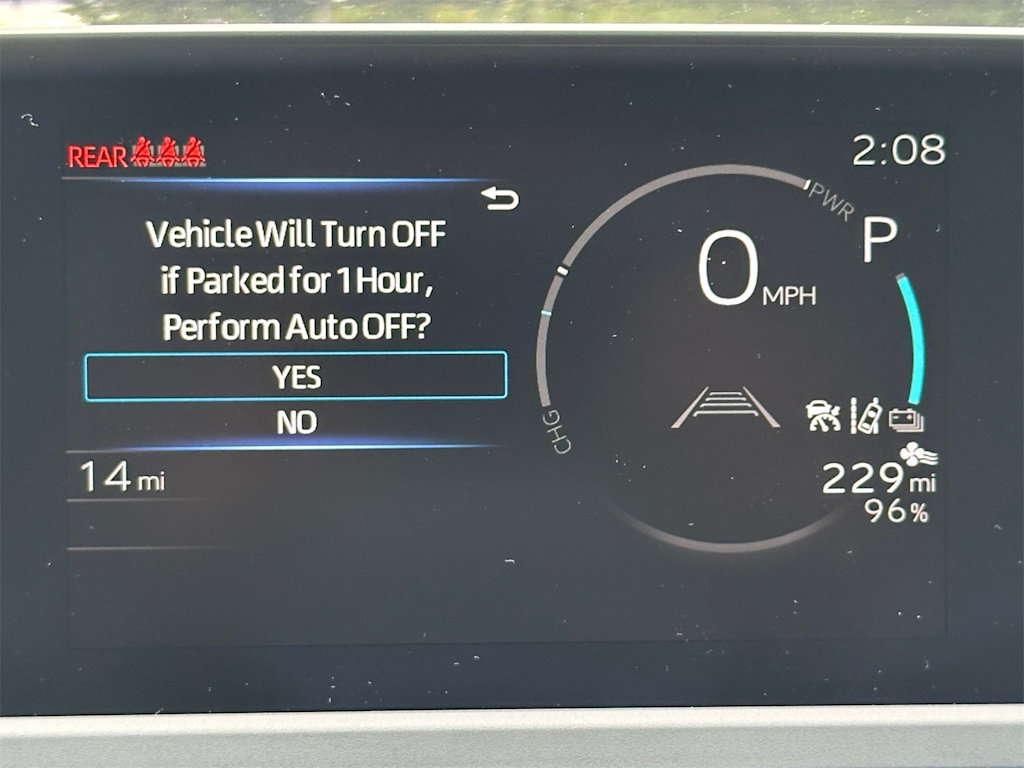 REAR
2:08
PWR
Vehicle Will Turn OFF
if Parked for 1 Hour,
Perform Auto OFF?
YES
NO
P
0 MPH
CHG
14 mi
229 mi
96%